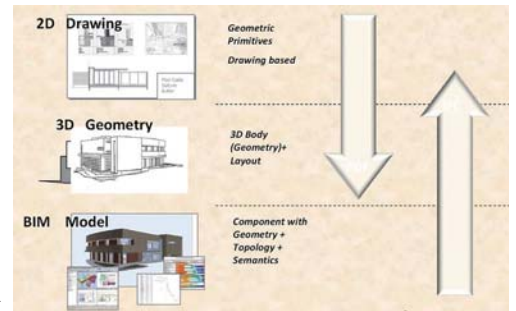 2D Drawing
Geometric
Primitives
Drawing based
3D Geometry
3D Body
(Geometry)+
Layout
BIM Model
Component with
Geometry +
Topology +
Semantics